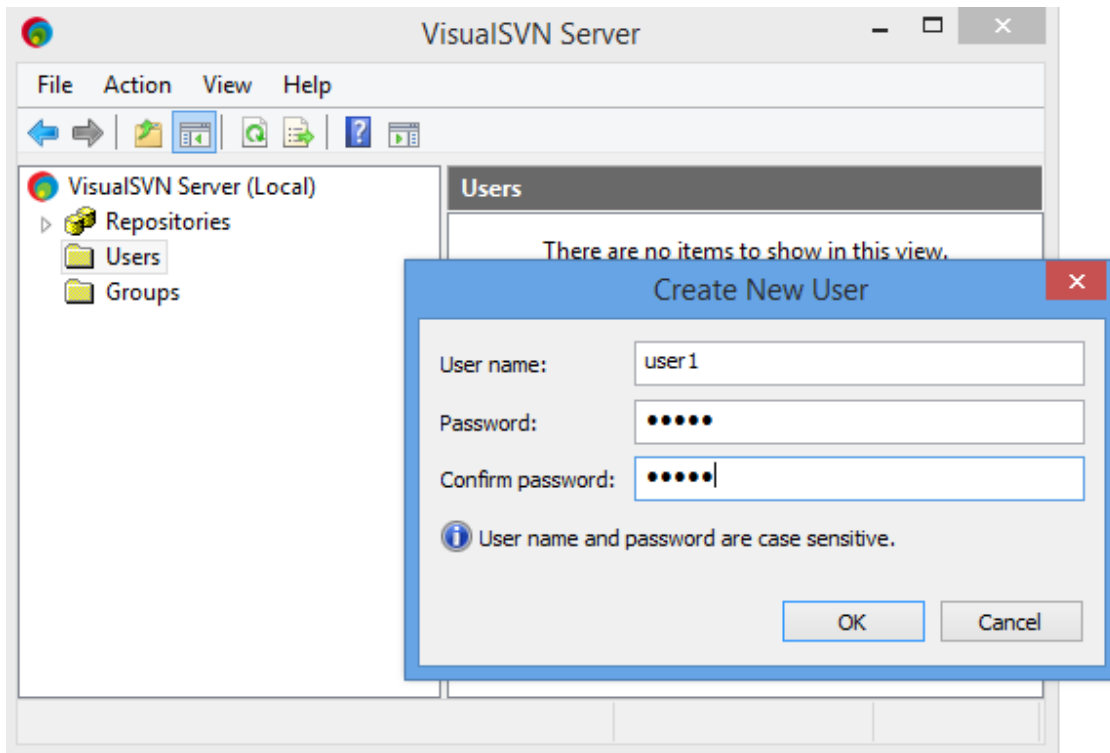 VisualSVN Server
File Action View Help
VisualSVN Server (Local)
Repositories
Users
Groups
Users
There are no items to show in this view.
Create New User
User name:
user1
Password:
•••••
Confirm password:
•••••
User name and password are case sensitive.
OK Cancel